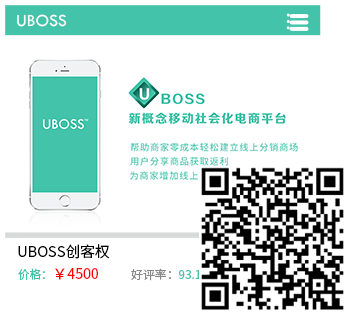 UBOSS
UBOSS™
U BOSS
新概念移动社会化电商平台
帮助商家零成本轻松建立线上分销商场
用户分享商品获取返利
为商家增加线上
UBOSS创客权
价格：￥4500 好评率：93.1